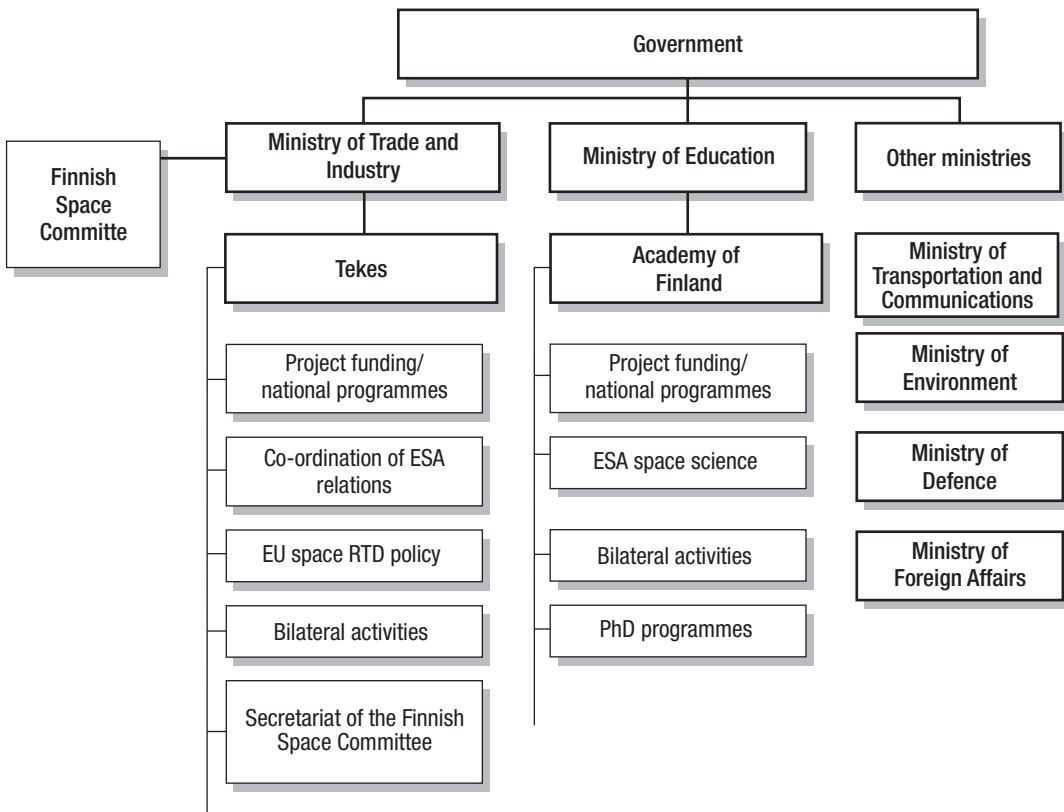 Government
Ministry of Trade and
Industry
Ministry of Education
Other ministries
Finnish
Space
Committe
Tekes
Academy of
Finland
Ministry of
Transportation and
Communications
Project funding/
national programmes
Project funding/
national programmes
Ministry of
Environment
Co-ordination of ESA
relations
ESA space science
Ministry of
Defence
EU space RTD policy
Bilateral activities
Ministry of
Foreign Affairs
Bilateral activities
PhD programmes
Secretariat of the Finnish
Space Committee